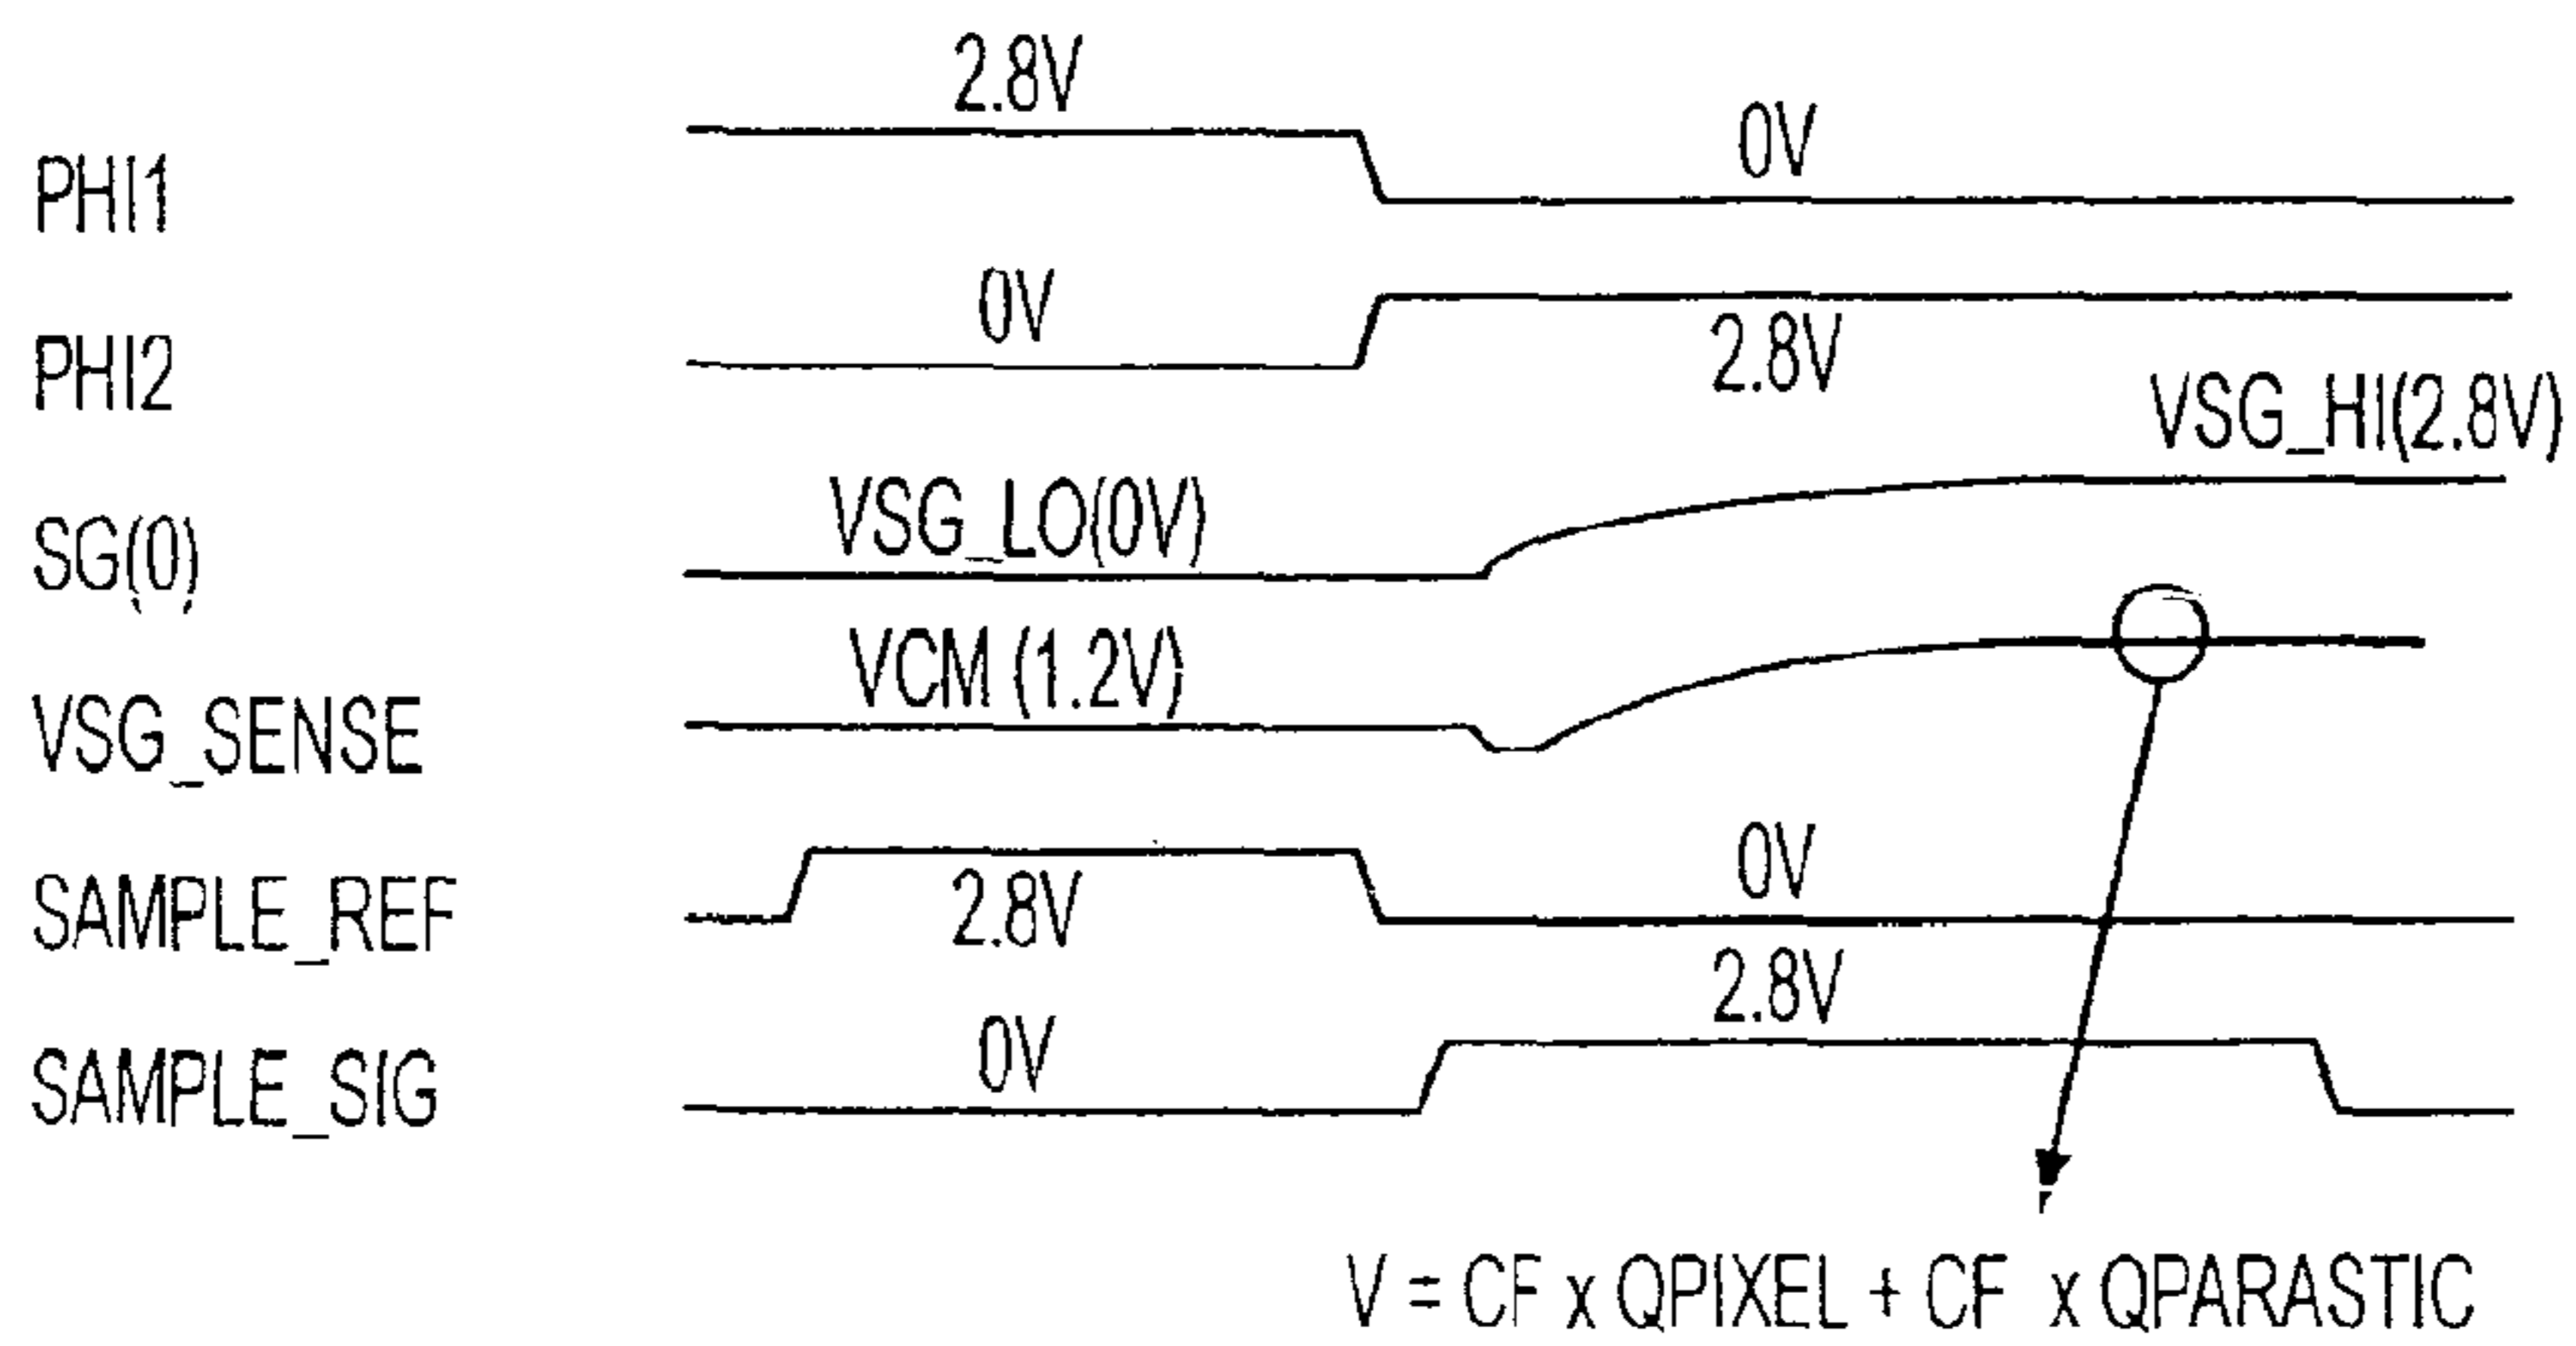 2.8V
0V
PHI1
0V
PHI2
2.8V
VSG_HI(2.8V)
VSG_LO(0V)
SG(0)
VCM (1.2V)
VSG_SENSE
0V
SAMPLE_REF
2.8V
2.8V
0V
SAMPLE_SIG
V = CF x QPIXEL + CF x QPARASTIC